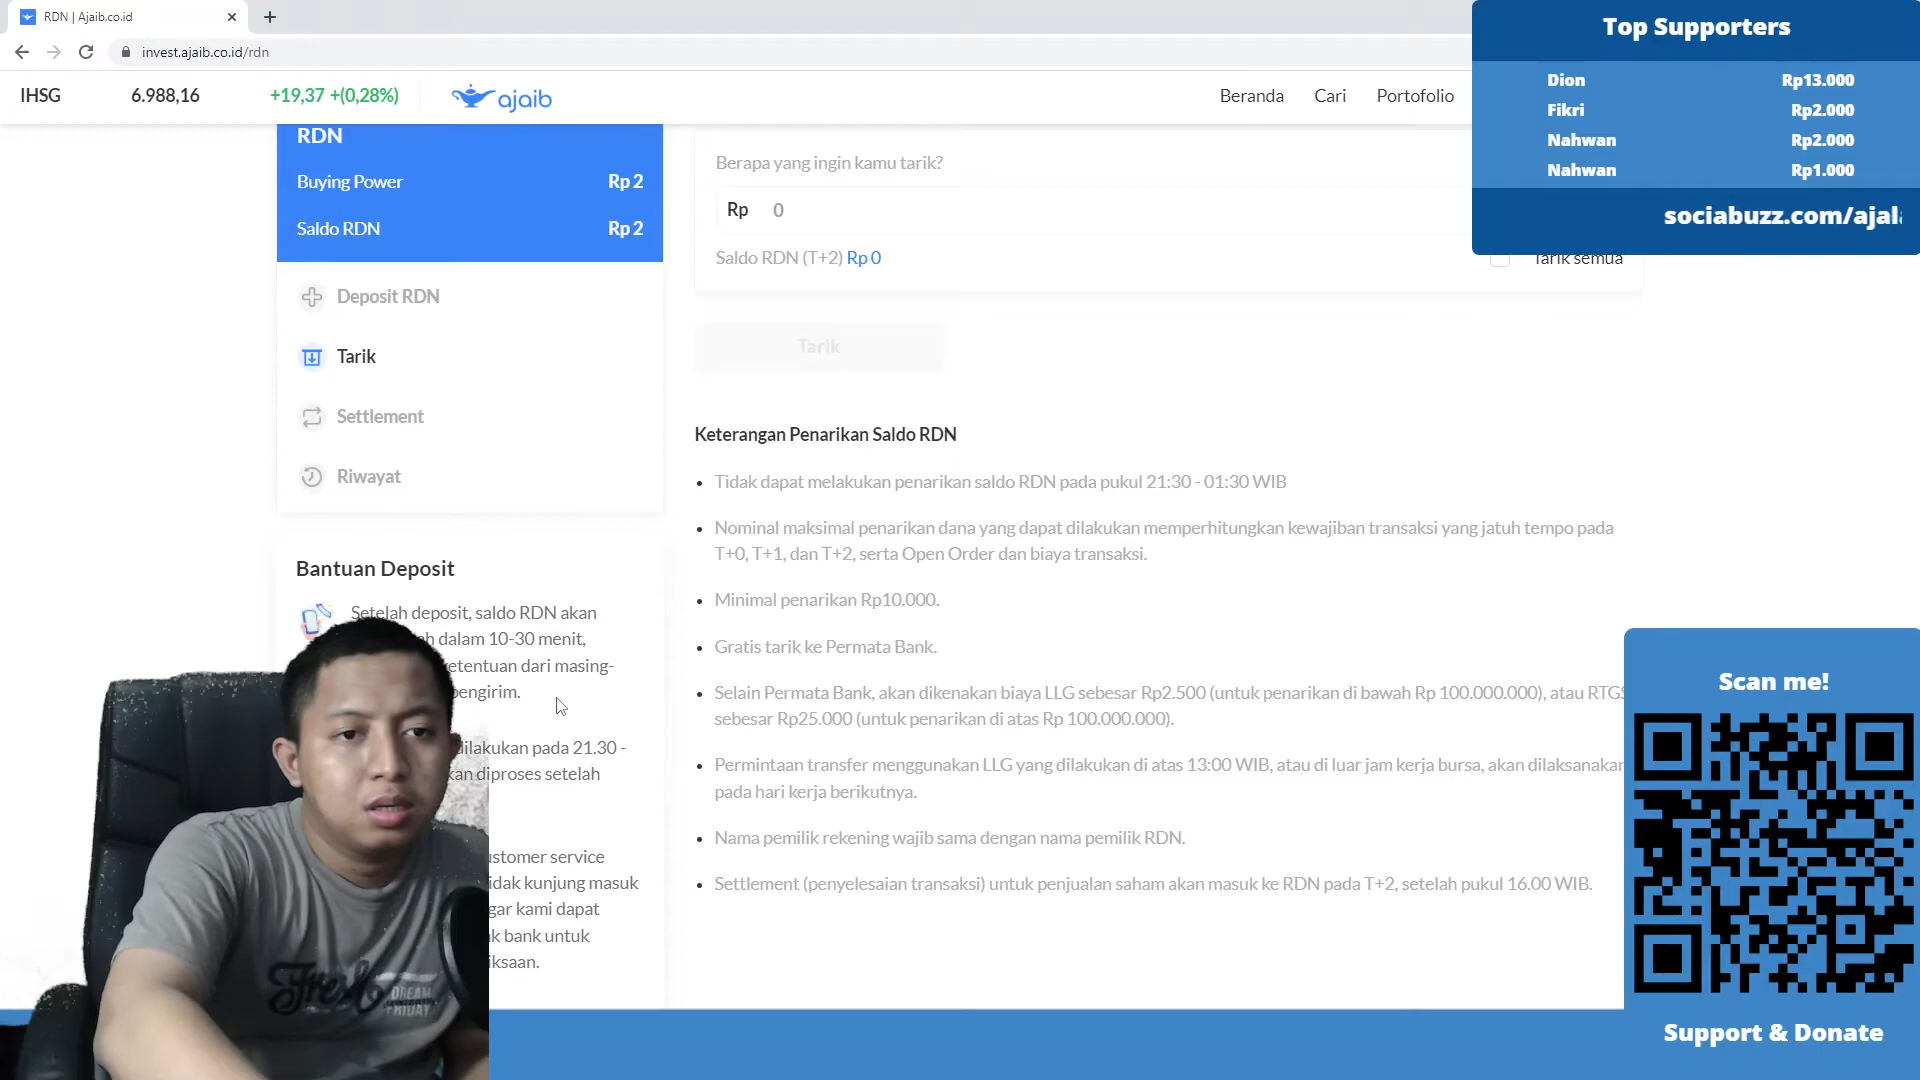 RDN | Ajaib.co.id
invest.ajaib.co.id/rdn
IHSG 6.988,16 +19,37 +(0,28%) ajaib Beranda Cari Portofolio
Top Supporters
Dion Rp13.000
Fikri Rp2.000
Nahwan Rp2.000
Nahwan Rp1.000
RDN
Buying Power Rp 2
Saldo RDN Rp 2
Deposit RDN
Tarik
Settlement
Riwayat
Bantuan Deposit
Setelah deposit, saldo RDN akan
dalam 10-30 menit,
dari masing-
pengirim.
dilakukan pada 21.30 -
diproses setelah
service
kunjung masuk
kami dapat
bank untuk
Berapa yang ingin kamu tarik?
Rp 0
Saldo RDN (T+2) Rp 0
Tarik semua
Tarik
Keterangan Penarikan Saldo RDN
• Tidak dapat melakukan penarikan saldo RDN pada pukul 21:30 - 01:30 WIB
• Nominal maksimal penarikan dana yang dapat dilakukan memperhitungkan kewajiban transaksi yang jatuh tempo pada
T+0, T+1, dan T+2, serta Open Order dan biaya transaksi.
• Minimal penarikan Rp10.000.
• Gratis tarik ke Permata Bank.
• Selain Permata Bank, akan dikenakan biaya LLG sebesar Rp2.500 (untuk penarikan di bawah Rp 100.000.000), atau RTGS
sebesar Rp25.000 (untuk penarikan di atas Rp 100.000.000).
• Permintaan transfer menggunakan LLG yang dilakukan di atas 13:00 WIB, atau di luar jam kerja bursa, akan dilaksanakan
pada hari kerja berikutnya.
• Nama pemilik rekening wajib sama dengan nama pemilik RDN.
• Settlement (penyelesaian transaksi) untuk penjualan saham akan masuk ke RDN pada T+2, setelah pukul 16.00 WIB.
Scan me!
Support & Donate
Fresh
DREAM
FRIDAY